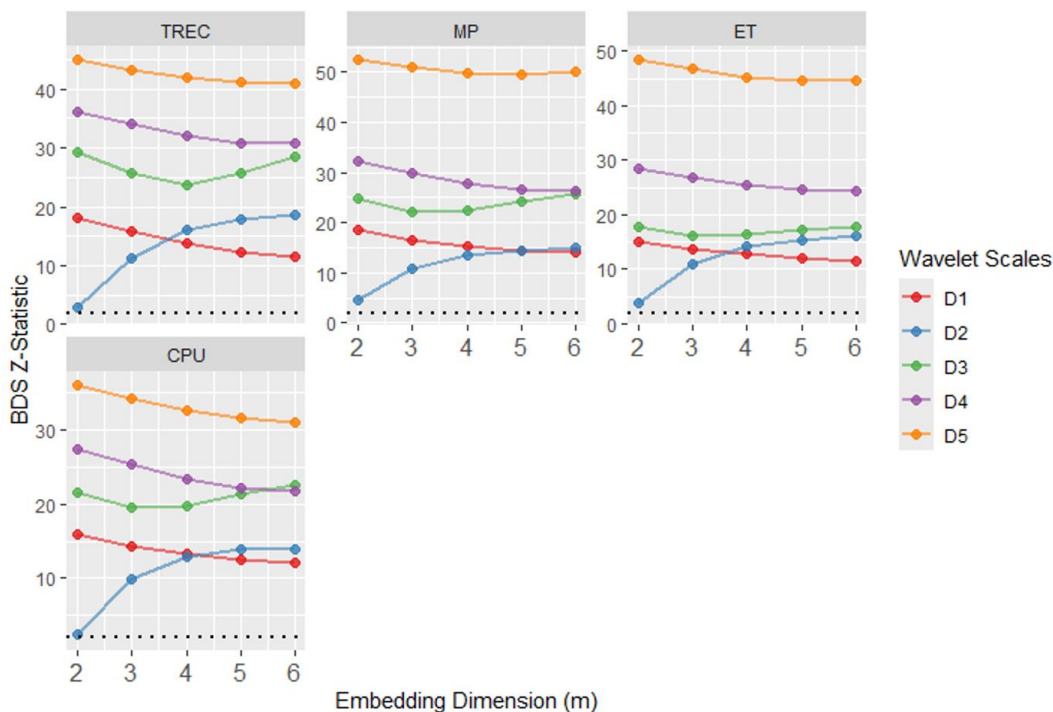 TREC
MP
ET
40
30
20
10
0
50
40
30
20
10
0
50
40
30
20
10
0
2 3 4 5 6
2 3 4 5 6
CPU
30
20
10
2 3 4 5 6
BDS Z-Statistic
Embedding Dimension (m)
Wavelet Scales
D1
D2
D3
D4
D5